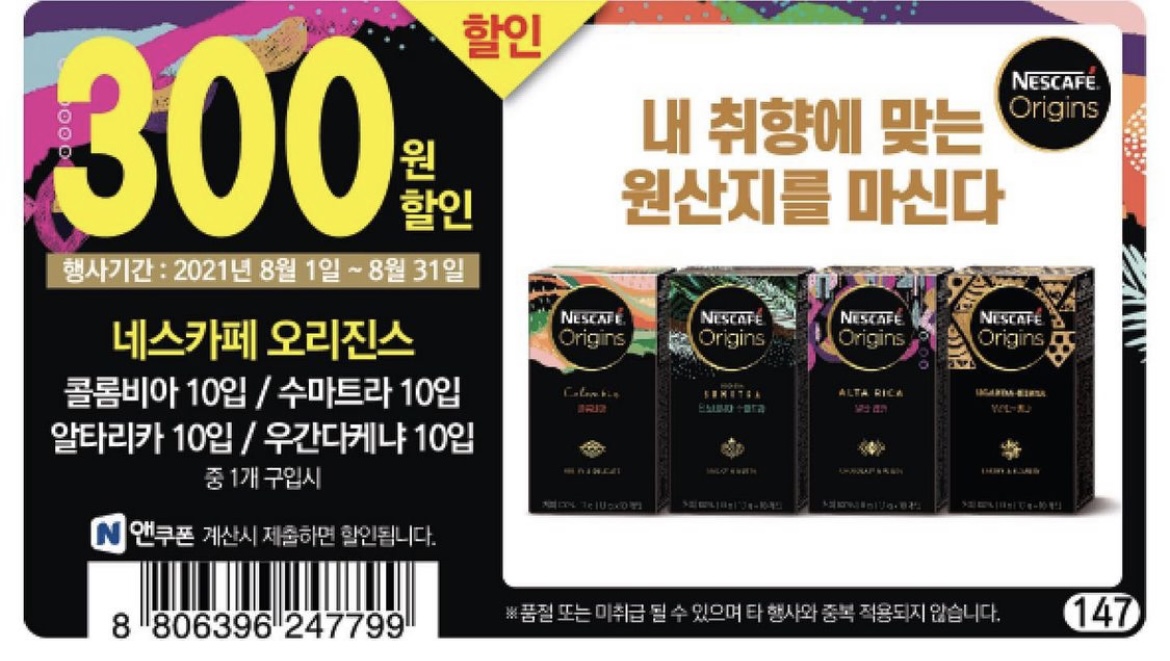 300
원
할인
할인
행사기간 : 2021년 8월 1일 ~ 8월 31일
네스카페 오리진스
콜롬비아 10입 / 수마트라 10입
알타리카 10입 / 우간다케냐 10입
중 1개 구입시
N 앤쿠폰 계산시 제출하면 할인됩니다.
8 806396 247799
NESCAFÉ
Origins
내 취향에 맞는
원산지를 마신다
NESCAFÉ
Origins
Colombia
NESCAFÉ
Origins
SUMATRA
NESCAFÉ
Origins
ALTA RICA
NESCAFÉ
Origins
UGANDA-KENYA
※품절 또는 미취급 될 수 있으며 타 행사와 중복 적용되지 않습니다.
147